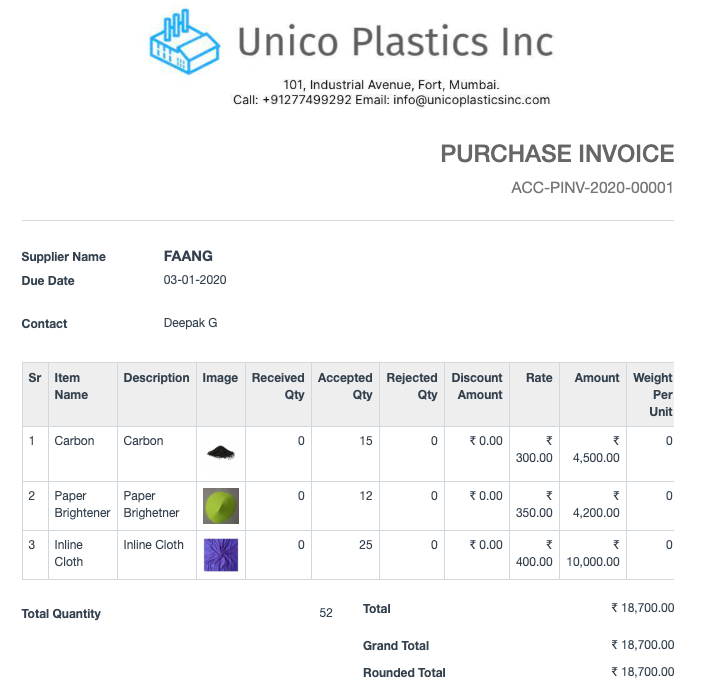 Unico Plastics Inc
101, Industrial Avenue, Fort, Mumbai.
Call: +91277499292 Email: info@unicoplasticsinc.com
PURCHASE INVOICE
ACC-PINV-2020-00001
Supplier Name FAANG
Due Date 03-01-2020
Contact Deepak G
Sr Item Description Image Received Accepted Rejected Discount Rate Amount Weight
Name Qty Qty Qty Amount Per
Unit
1 Carbon Carbon 0 15 0 ₹ 0.00 ₹ ₹ 0
300.00 4,500.00
2 Paper Paper 0 12 0 ₹ 0.00 ₹ ₹ 0
Brightener Brighetner 350.00 4,200.00
3 Inline Inline Cloth 0 25 0 ₹ 0.00 ₹ ₹ 0
Cloth 400.00 10,000.00
Total Quantity 52 Total ₹ 18,700.00
Grand Total ₹ 18,700.00
Rounded Total ₹ 18,700.00